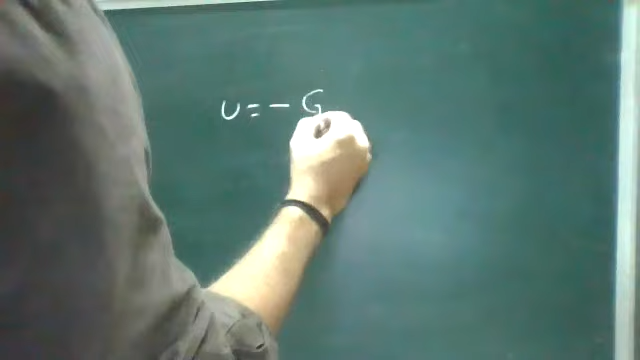 U = - G